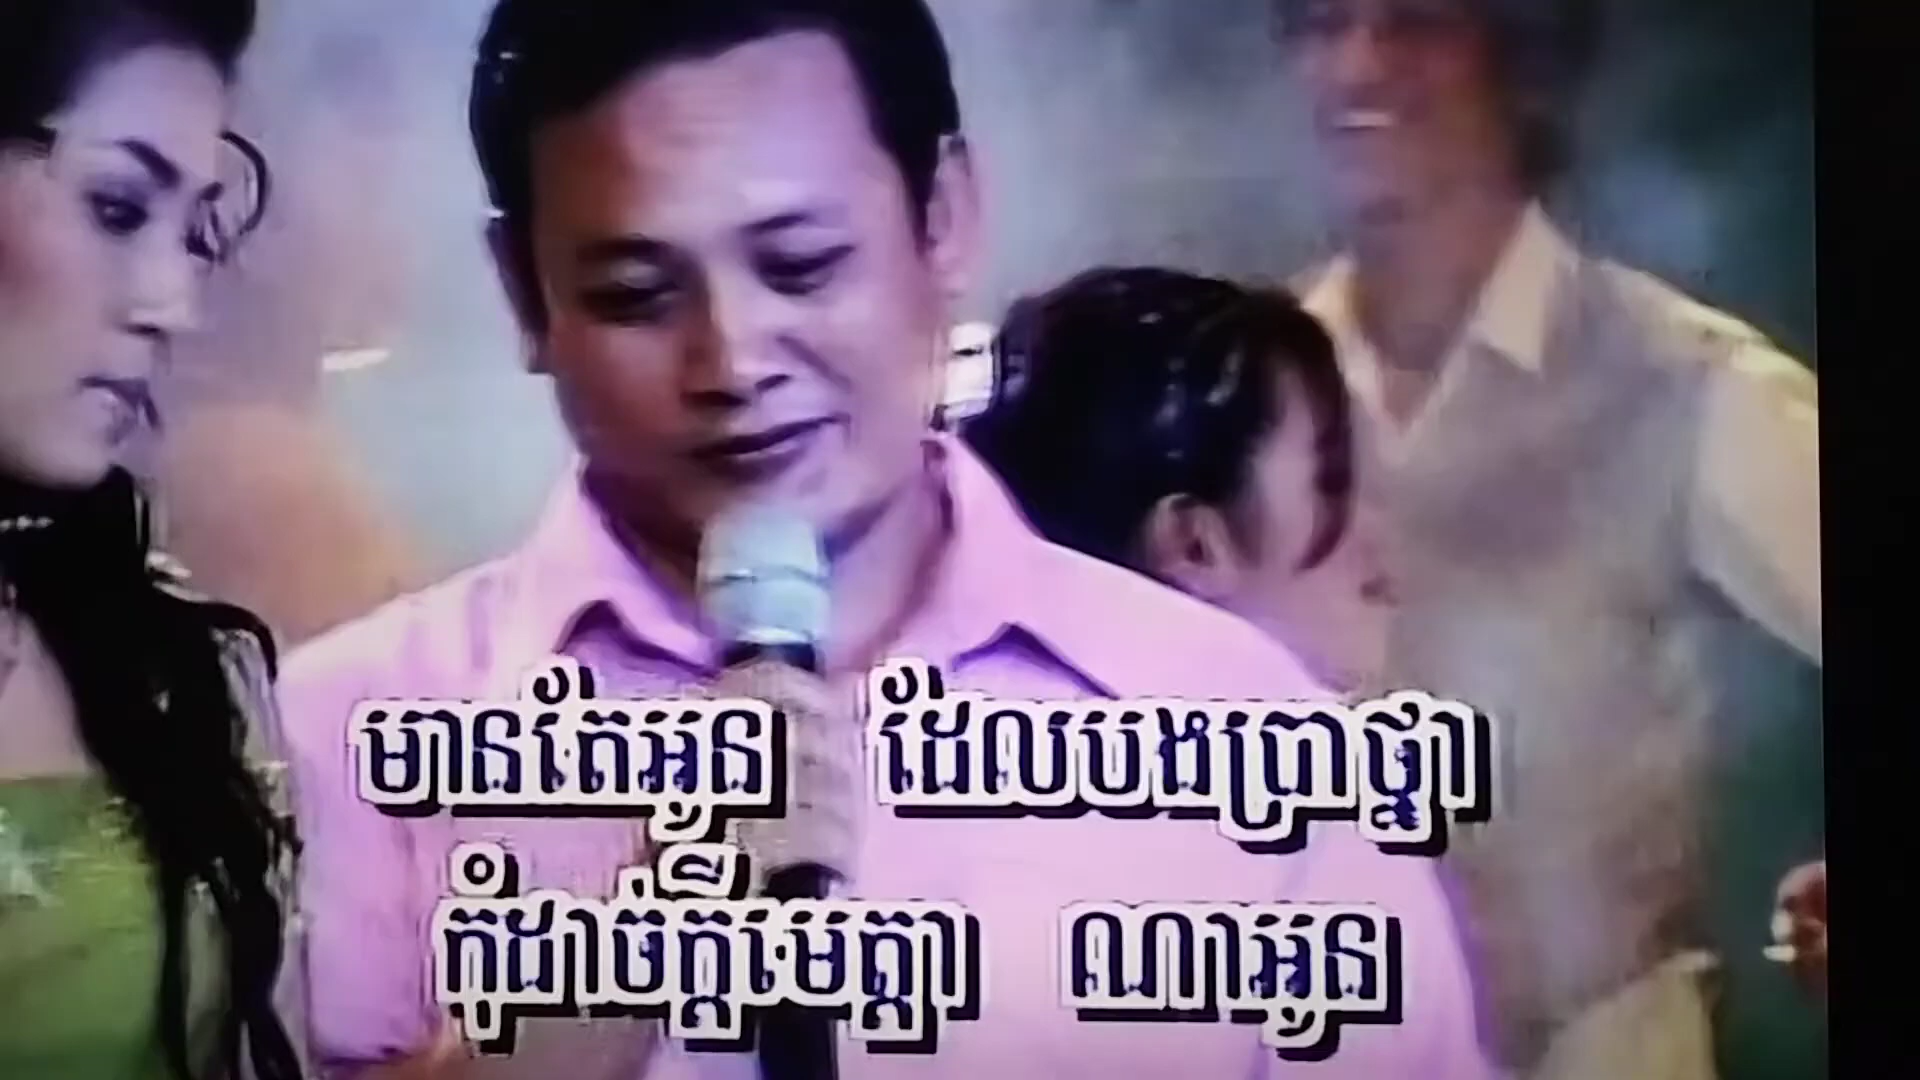 មានតែអូន ដែលបងប្រាថ្នា
កុំដាច់ក្ដីមេត្តា ណាអូន